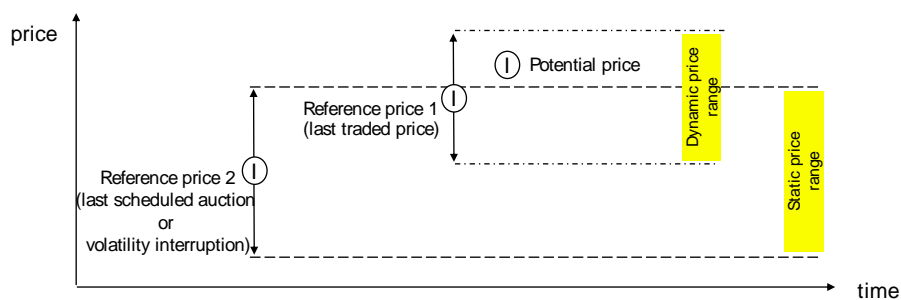 price
Potential price
Reference price 1
(last traded price)
Dynamic price
range
Reference price 2
(last scheduled auction
or
volatility interruption)
Static price
range
time